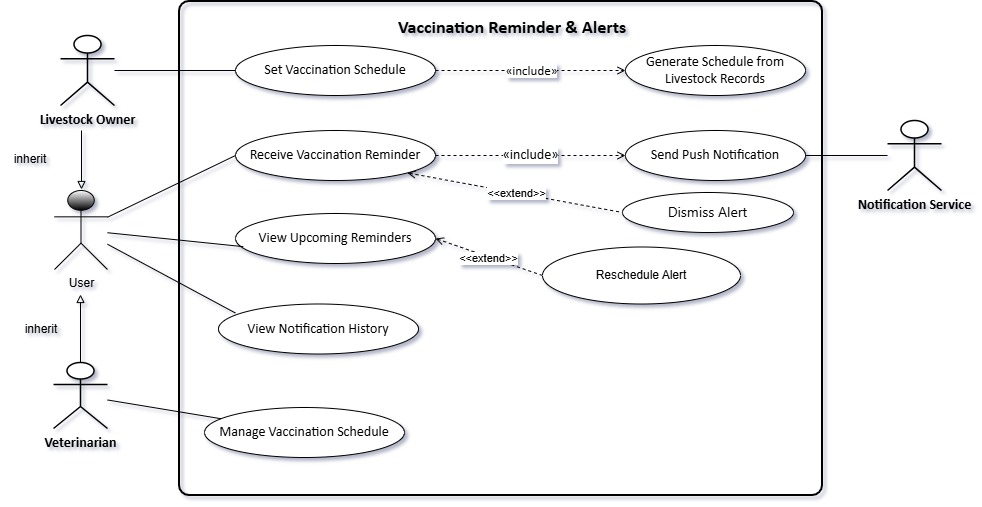 Vaccination Reminder & Alerts
Livestock Owner
Set Vaccination Schedule
«include»
Generate Schedule from
Livestock Records
inherit
Receive Vaccination Reminder
«include»
Send Push Notification
Notification Service
<<extend>>
Dismiss Alert
User
View Upcoming Reminders
<<extend>>
Reschedule Alert
inherit
View Notification History
Veterinarian
Manage Vaccination Schedule